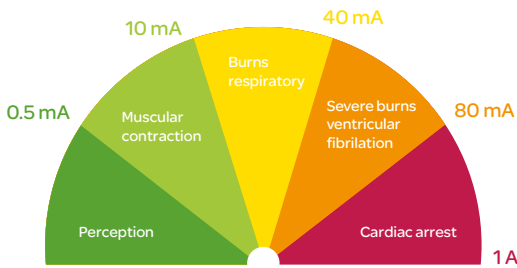 40 mA
10 mA
Burns
respiratory
0.5 mA
Muscular
contraction
Severe burns
ventricular
fibrilation
80 mA
Perception
Cardiac arrest
1 A